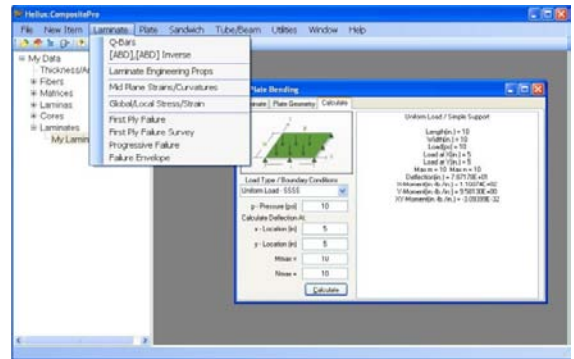 Helius:CompositePro
File New Item Laminate Plate Sandwich Tube/Beam Utilities Window Help
Q-Bars
[ABD],[ABD] Inverse
Laminate Engineering Props
Mid Plane Strains/Curvatures
Global/Local Stress/Strain
First Ply Failure
First Ply Failure Survey
Progressive Failure
Failure Envelope
My Data
Thickness/A
Fibers
Matrices
Laminas
Cores
Laminates
My Lamin
Plate Bending
Plate Geometry Calculate
Load Type / Boundary Conditions
Uniform Load - SSSS
p - Pressure (psi) 10
Calculate Deflection At:
x - Location (in) 5
y - Location (in) 5
Mmax = 10
Nmax = 10
Calculate
Uniform Load / Simple Support
Length(in.) = 10
Width(in.) = 10
Load(psi) = 10
Load at X(in.) = 5
Load at Y(in.) = 5
Max m = 10 Max n = 10